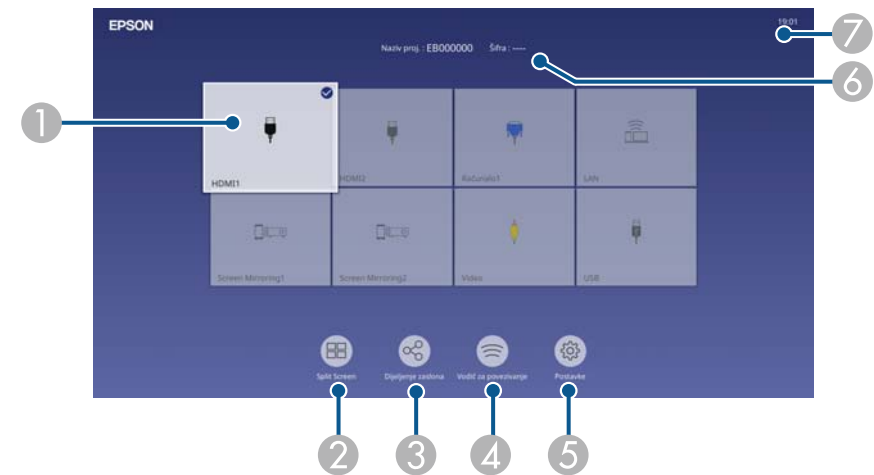 EPSON
19:01
7
Naziv proj. : EB000000 Šifra : ----
6
1
HDMI1
HDMI2
Računalo1
LAN
Screen Mirroring1
Screen Mirroring2
Video
USB
Split Screen
Dijeljenje zaslona
Vodič za povezivanje
Postavke
2
3
4
5